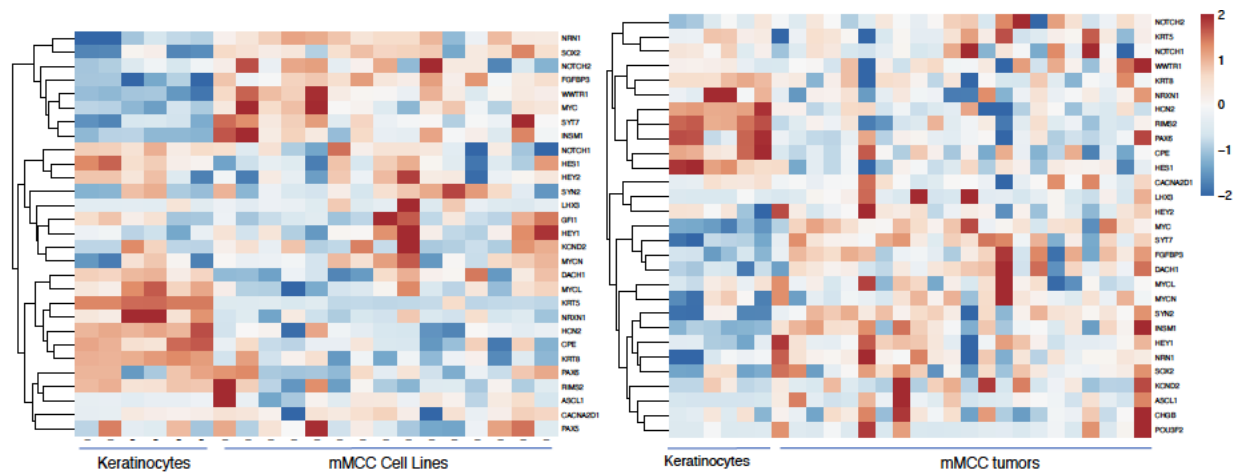 NRN1
SOX2
NOTCH2
FGFBP3
WWTR1
MYC
SYT7
INSM1
NOTCH1
HES1
HEY2
SYN2
LHX3
GFI1
HEY1
KCND2
MYCN
DACH1
MYCL
KRT5
NRXN1
HCN2
CPE
KRT8
PAX6
RIMS2
ASCL1
CACNA2D1
PAX5
Keratinocytes
mMCC Cell Lines
NOTCH2
KRT5
NOTCH1
WWTR1
KRT8
NRXN1
HCN2
RIMS2
PAX6
CPE
HES1
CACNA2D1
LHX3
HEY2
MYC
SYT7
FGFBP3
DACH1
MYCL
MYCN
SYN2
INSM1
HEY1
NRN1
SOX2
KCND2
ASCL1
CHGB
POU3F2
Keratinocytes
mMCC tumors
2
1
0
−1
−2